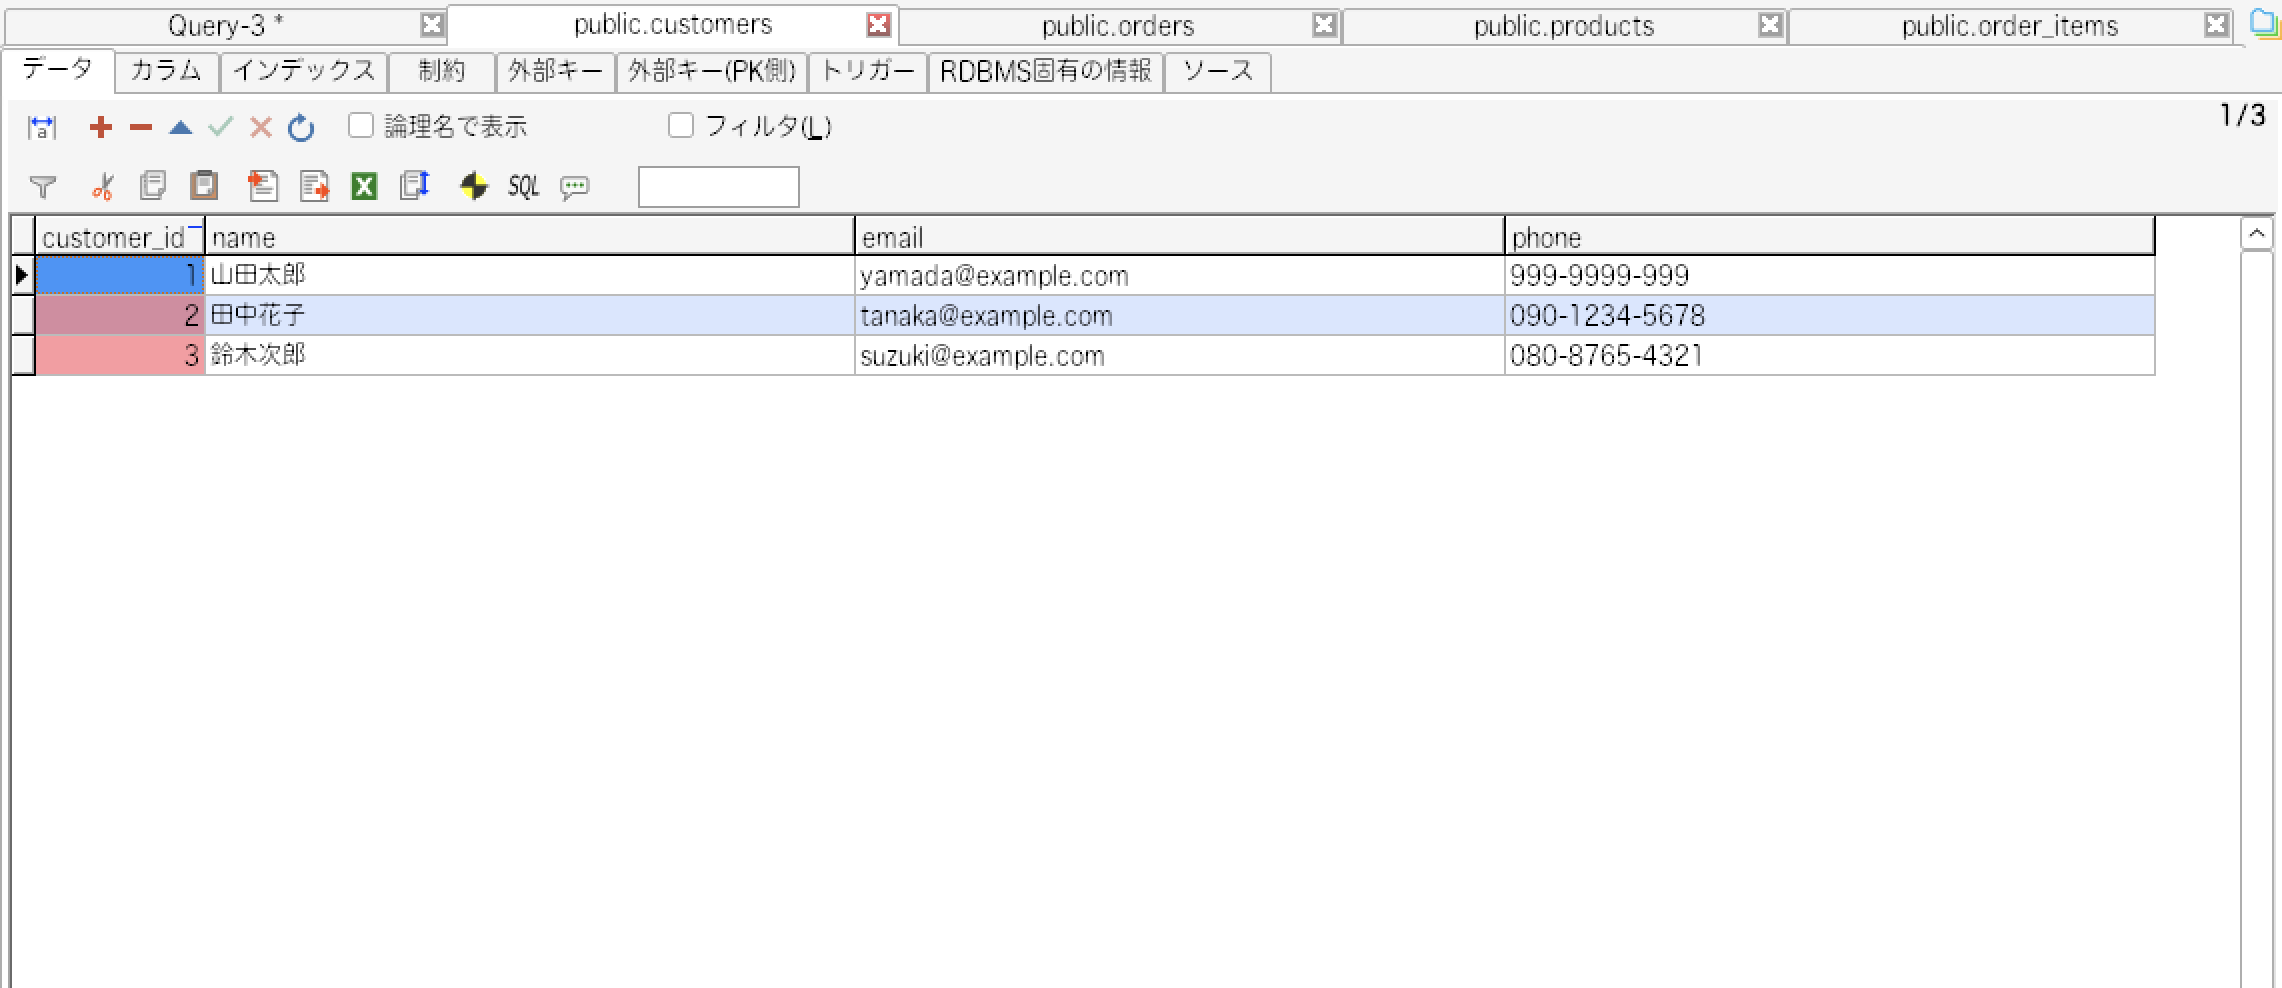 Query-3 * public.customers public.orders public.products public.order_items
データ カラム インデックス 制約 外部キー 外部キー(PK側) トリガー RDBMS固有の情報 ソース
a 論理名で表示 フィルタ(L) 1/3
SQL
customer_id name email phone
1 山田太郎 yamada@example.com 999-9999-999
2 田中花子 tanaka@example.com 090-1234-5678
3 鈴木次郎 suzuki@example.com 080-8765-4321